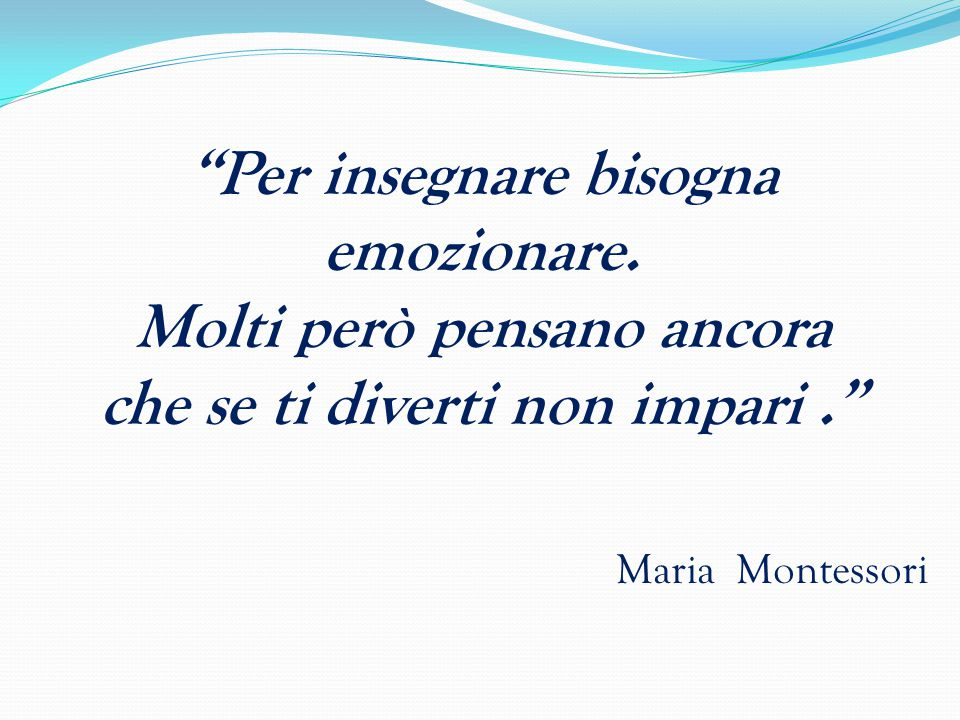 “Per insegnare bisogna
emozionare.
Molti però pensano ancora
che se ti diverti non impari .”
Maria Montessori